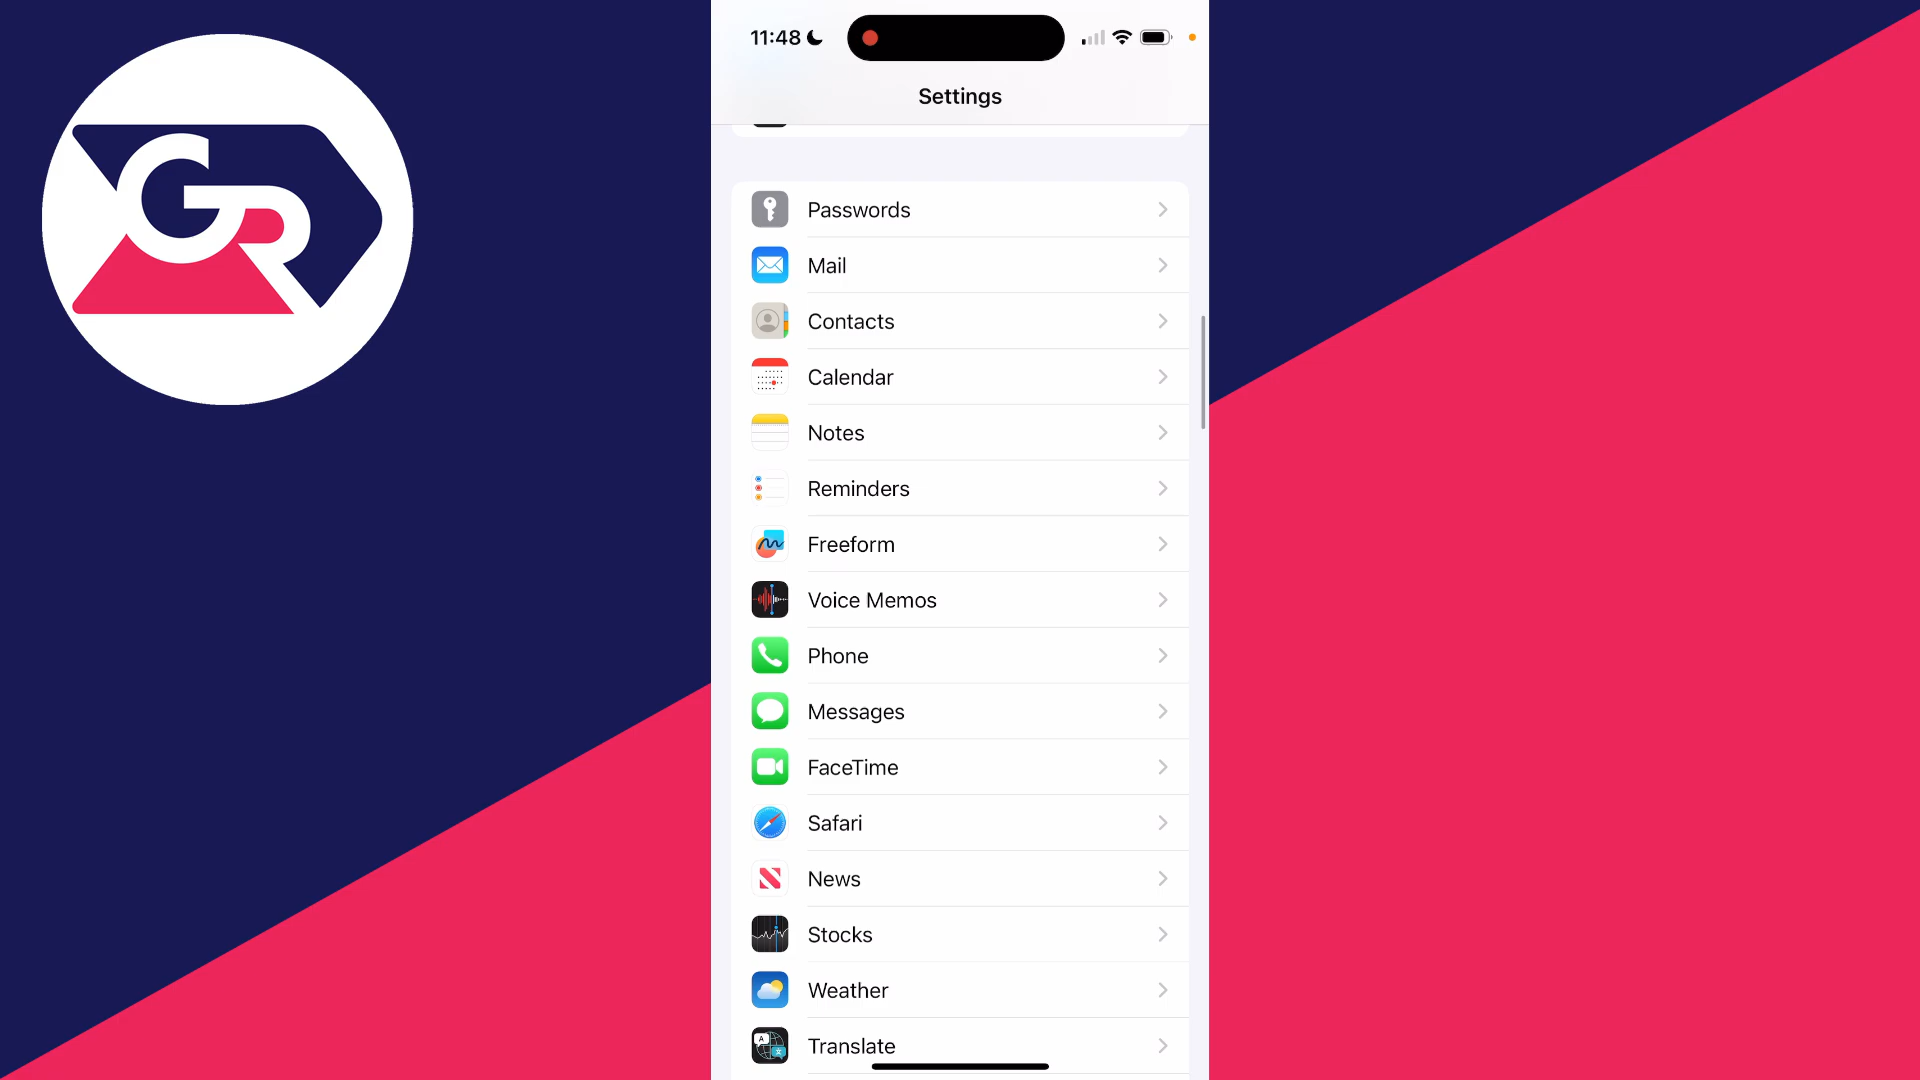 GR
11:48
Settings
Passwords
Mail
Contacts
Calendar
Notes
Reminders
Freeform
Voice Memos
Phone
Messages
FaceTime
Safari
News
Stocks
Weather
Translate